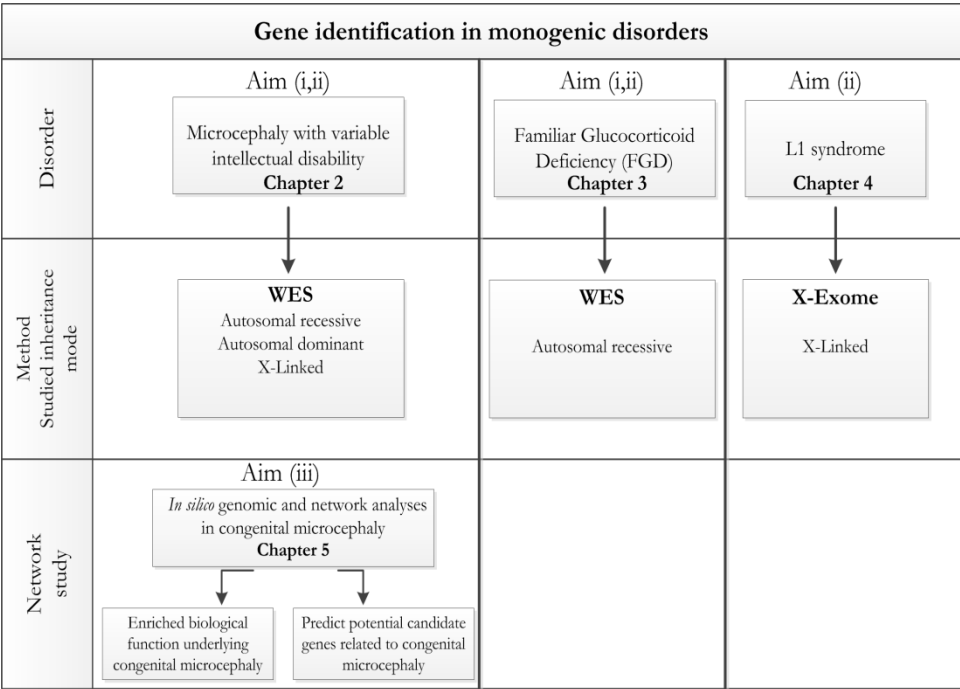 Gene identification in monogenic disorders
Disorder
Aim (i,ii)
Microcephaly with variable
intellectual disability
Chapter 2
Aim (i,ii)
Familiar Glucocorticoid
Deficiency (FGD)
Chapter 3
Aim (ii)
L1 syndrome
Chapter 4
Method
Studied inheritance
mode
WES
Autosomal recessive
Autosomal dominant
X-Linked
WES
Autosomal recessive
X-Exome
X-Linked
Network
study
Aim (iii)
In silico genomic and network analyses
in congenital microcephaly
Chapter 5
Enriched biological
function underlying
congenital microcephaly
Predict potential candidate
genes related to congenital
microcephaly